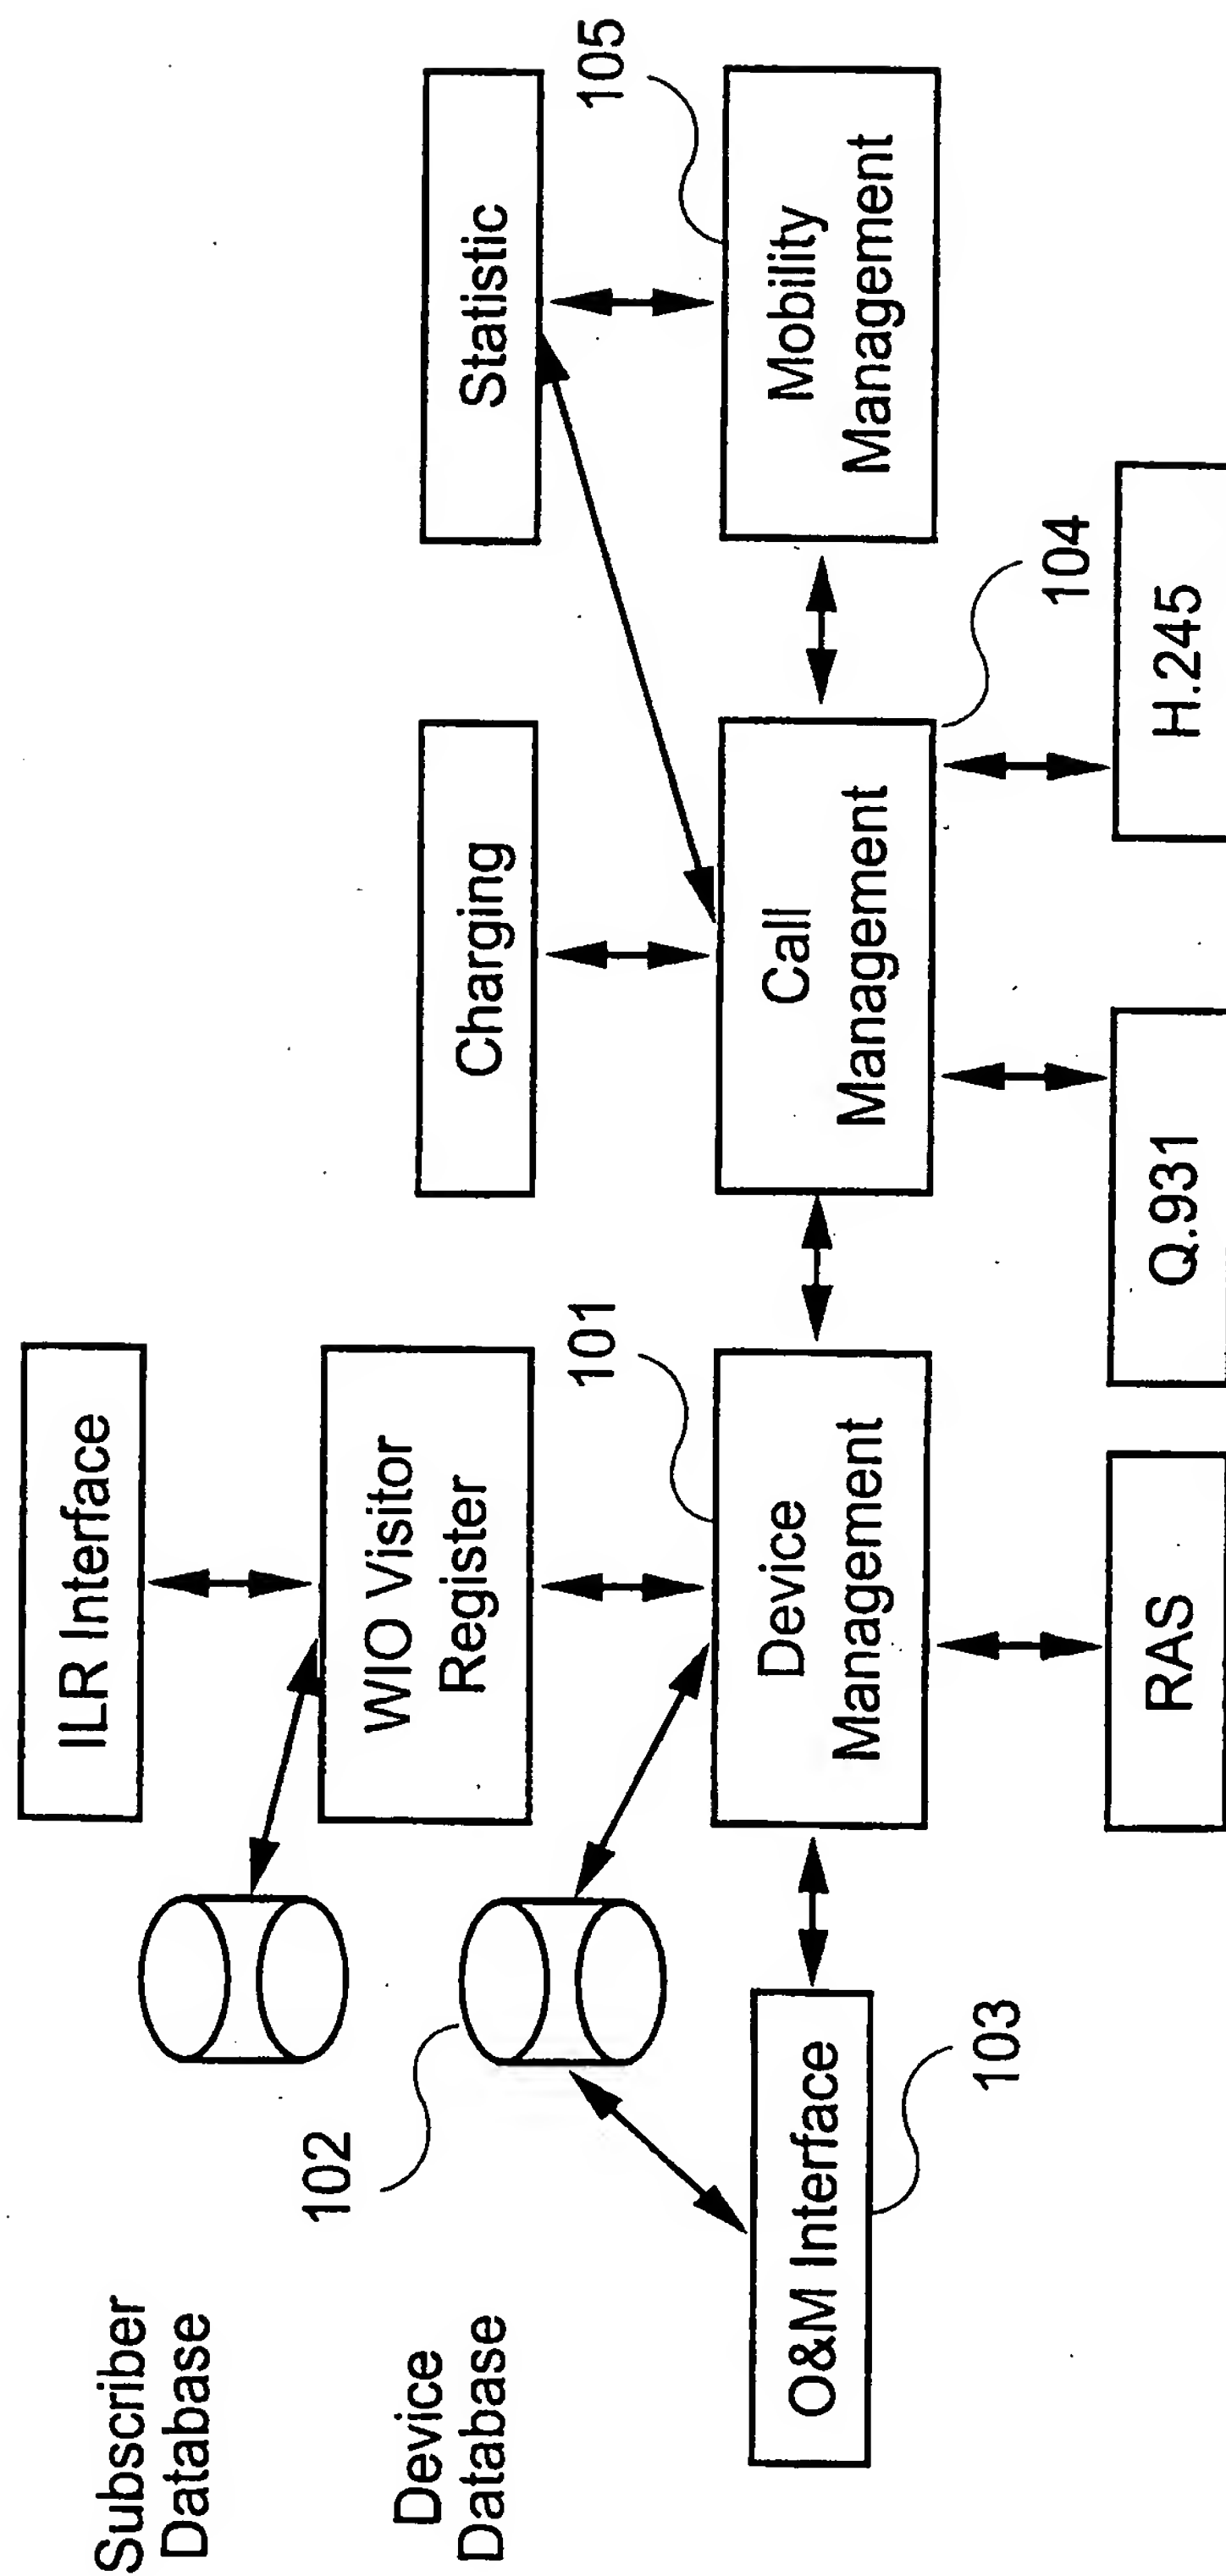 Subscriber
Database
ILR Interface
102
WIO Visitor
Register
Device
Database
Charging
Statistic
101
105
O&M Interface
Device
Management
Call
Management
Mobility
Management
103
104
RAS
Q.931
H.245